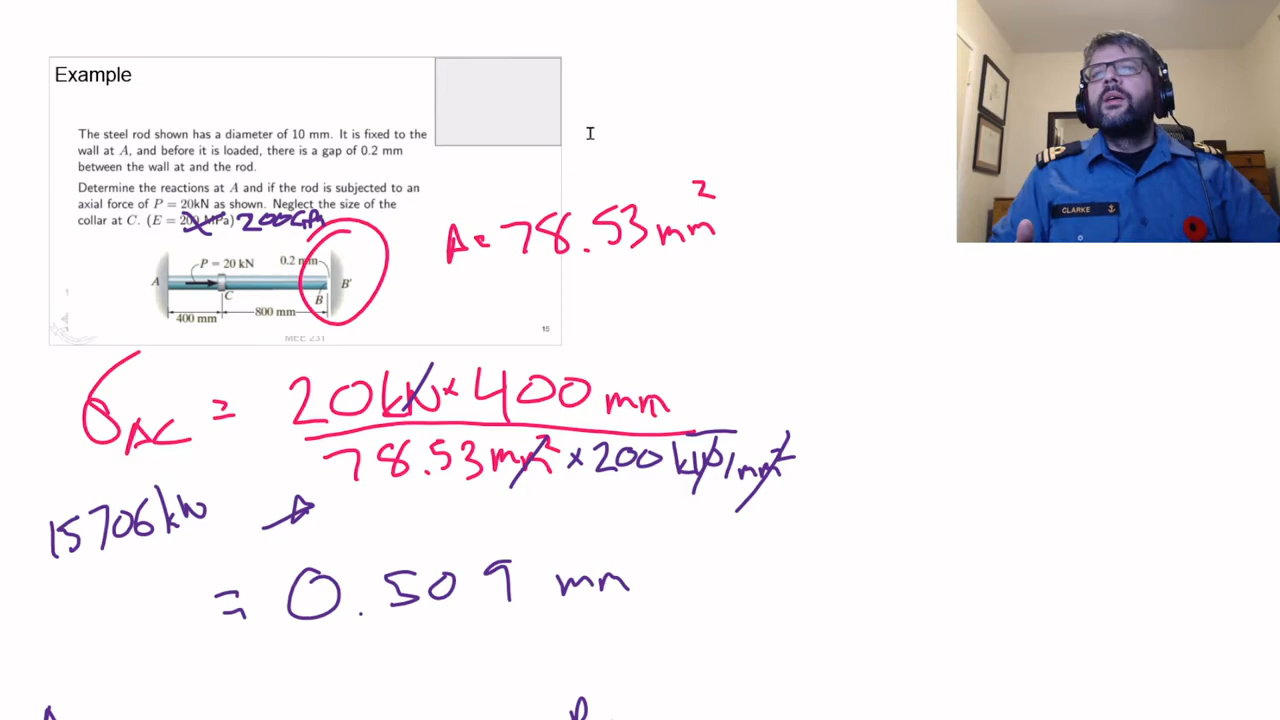 Example
The steel rod shown has a diameter of 10 mm. It is fixed to the
wall at A, and before it is loaded, there is a gap of 0.2 mm
between the wall at and the rod.
Determine the reactions at A and if the rod is subjected to an
axial force of P = 20kN as shown. Neglect the size of the
collar at C. (E = 200 MPa) 200GPa
P = 20 kN
0.2 mm
A
B'
C
B
400 mm
800 mm
15
MEE 231
A = 78.53 mm²
CLARKE
δAC = 20kN × 400 mm
78.53 mm² × 200 kN/mm²
15706kN
= 0.509 mm